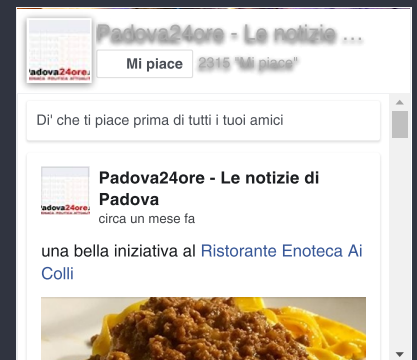 Padova24ore - Le notizie ...
Mi piace
2315 "Mi piace"
Padova24ore.
Di' che ti piace prima di tutti i tuoi amici
Padova24ore - Le notizie di
Padova
circa un mese fa
una bella iniziativa al Ristorante Enoteca Ai
Colli